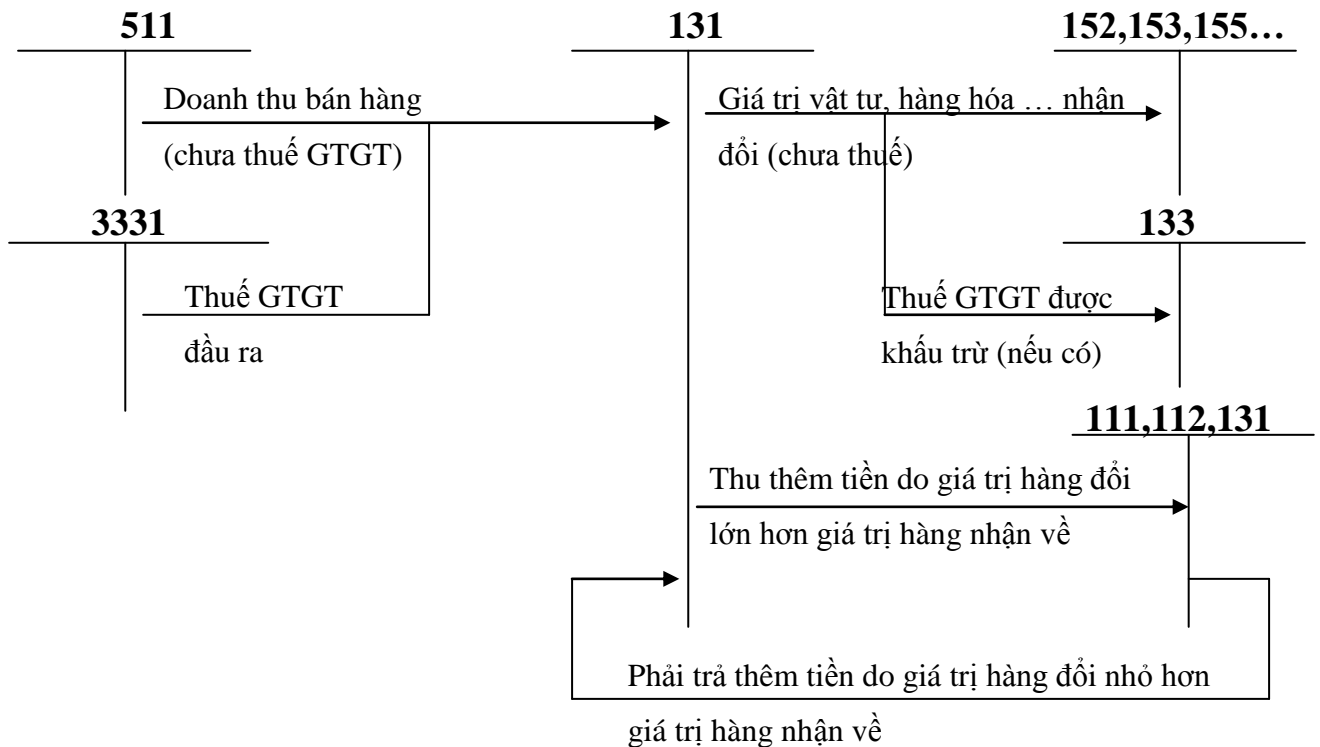 511
131
152,153,155…
Doanh thu bán hàng
(chưa thuế GTGT)
Giá trị vật tư, hàng hóa … nhận
đổi (chưa thuế)
3331
133
Thuế GTGT
đầu ra
Thuế GTGT được
khấu trừ (nếu có)
111,112,131
Thu thêm tiền do giá trị hàng đổi
lớn hơn giá trị hàng nhận về
Phải trả thêm tiền do giá trị hàng đổi nhỏ hơn
giá trị hàng nhận về